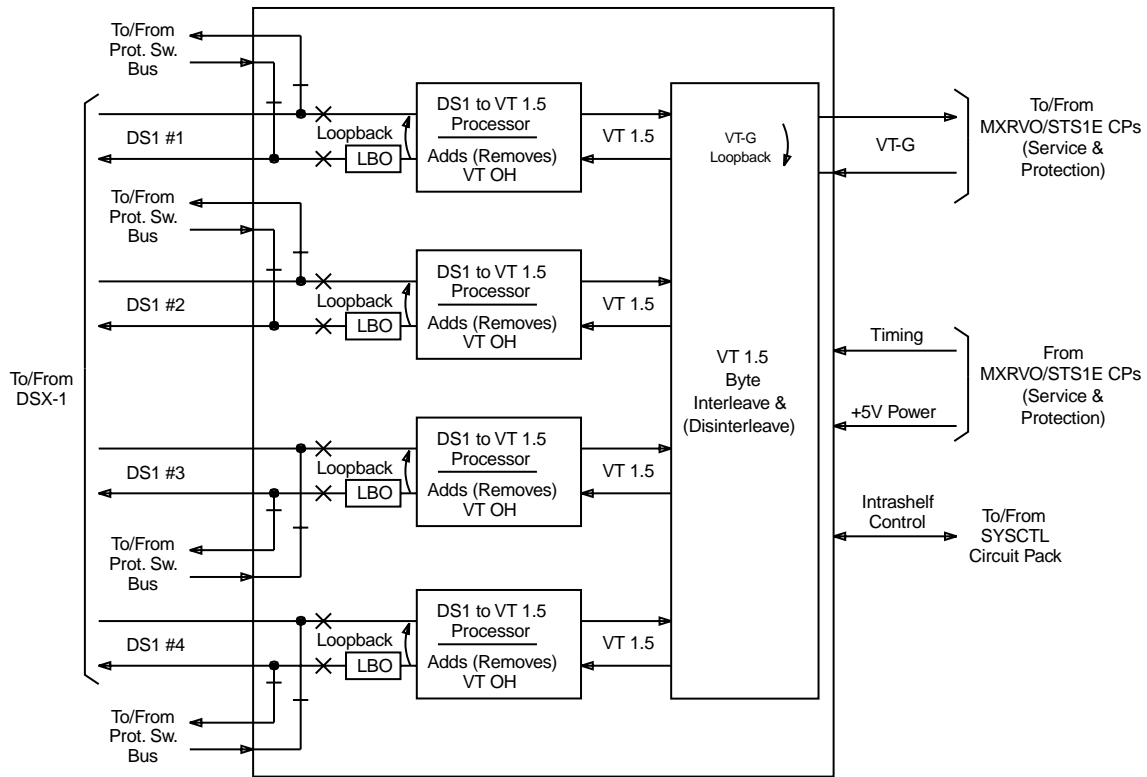 To/From
Prot. Sw.
Bus
DS1 #1
Loopback
LBO
DS1 to VT 1.5
Processor
Adds (Removes)
VT OH
VT 1.5
To/From
Prot. Sw.
Bus
DS1 #2
Loopback
LBO
DS1 to VT 1.5
Processor
Adds (Removes)
VT OH
VT 1.5
To/From
DSX-1
DS1 #3
Loopback
LBO
DS1 to VT 1.5
Processor
Adds (Removes)
VT OH
VT 1.5
To/From
Prot. Sw.
Bus
DS1 #4
Loopback
LBO
DS1 to VT 1.5
Processor
Adds (Removes)
VT OH
VT 1.5
To/From
Prot. Sw.
Bus
VT-G
Loopback
VT 1.5
Byte
Interleave &
(Disinterleave)
VT-G
To/From
MXRVO/STS1E CPs
(Service &
Protection)
Timing
+5V Power
From
MXRVO/STS1E CPs
(Service &
Protection)
Intrashelf
Control
To/From
SYSCTL
Circuit Pack